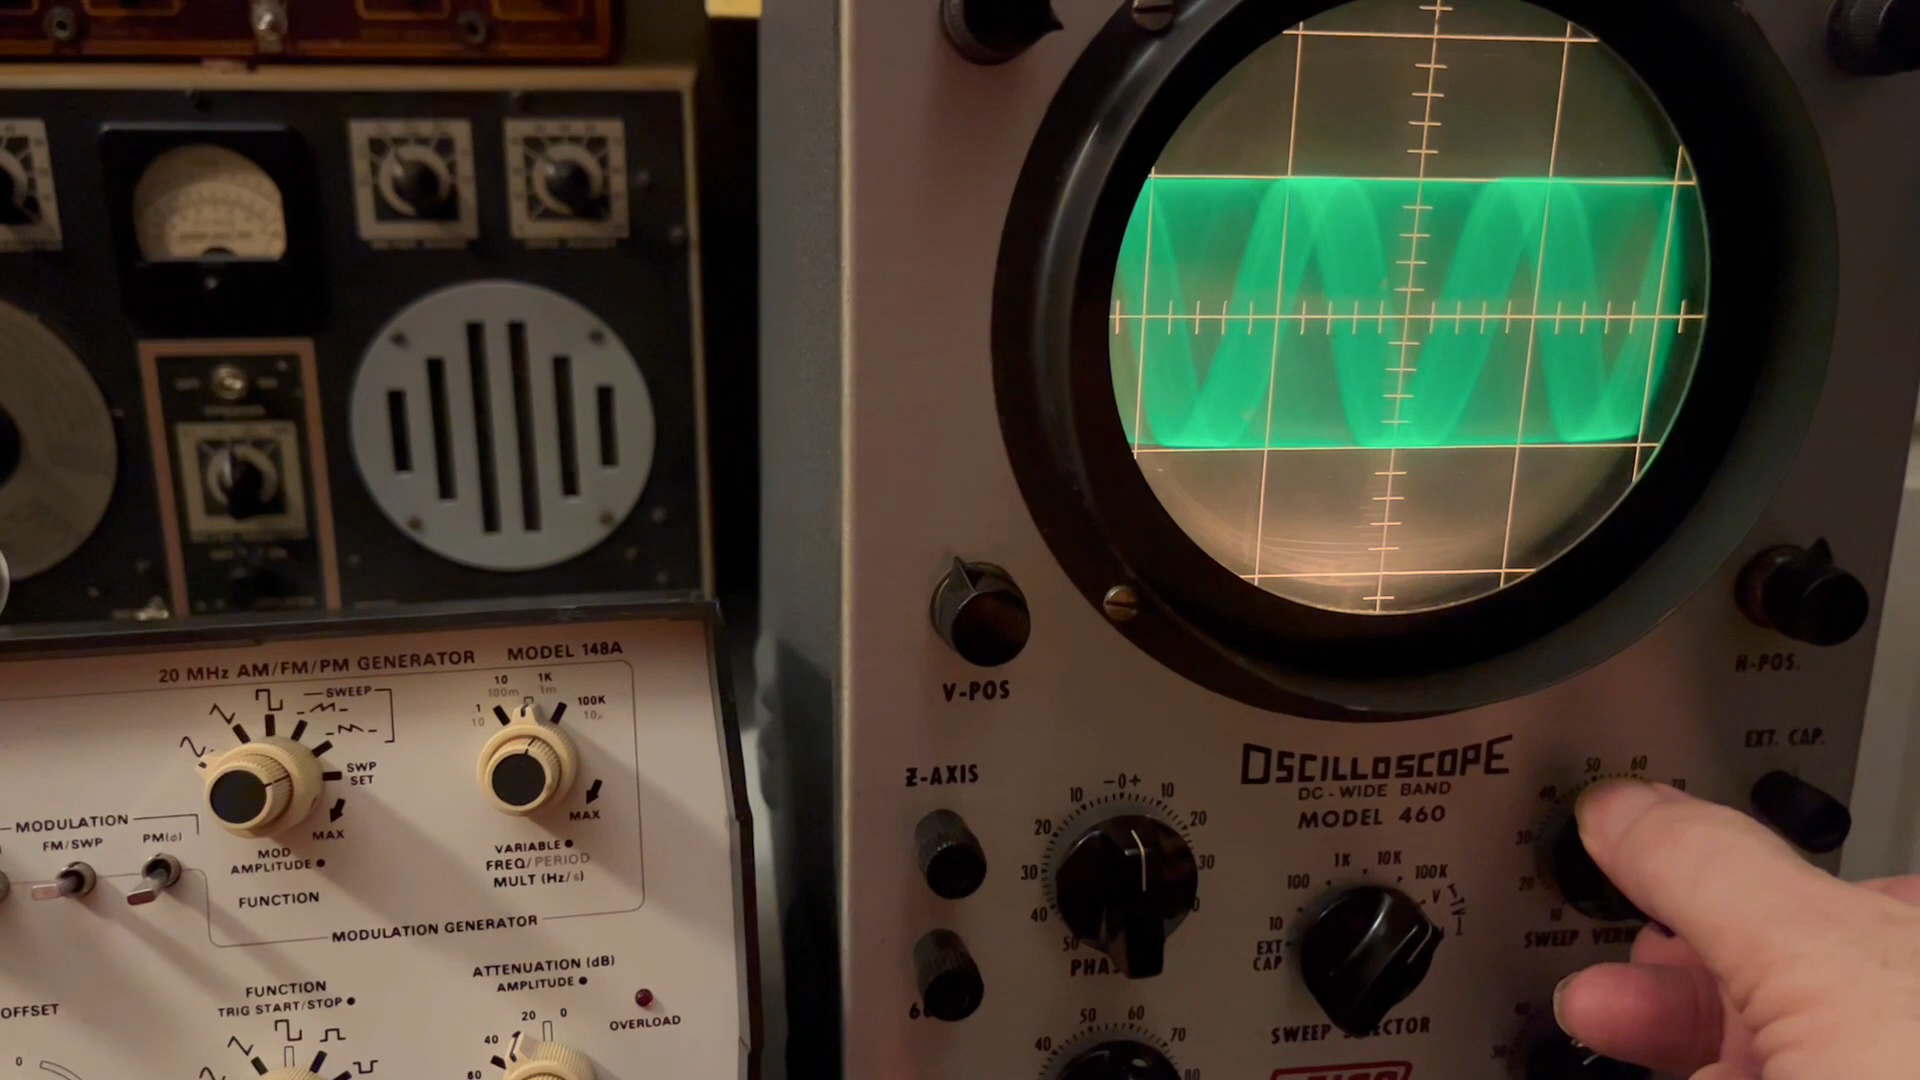 20 MHz AM/FM/PM GENERATOR MODEL 148A
SWEEP
SWP
SET
MAX
MOD
AMPLITUDE
FUNCTION
MODULATION
FM/SWP
PM(ϕ)
1
10
10
100m
1K
1m
100K
10µ
MAX
VARIABLE
FREQ/PERIOD
MULT (Hz/s)
MODULATION GENERATOR
OFFSET
0
FUNCTION
TRIG START/STOP
ATTENUATION (dB)
AMPLITUDE
60
40
20
0
OVERLOAD
V-POS
H-POS.
Z-AXIS
EXT. CAP.
OSCILLOSCOPE
DC-WIDE BAND
MODEL 460
50
40
30
20
10
-0+
10
20
30
EXT
CAP
10
100
1K
10K
100K
SWEEP
10
20
30
40
50
60
40
50
60
70